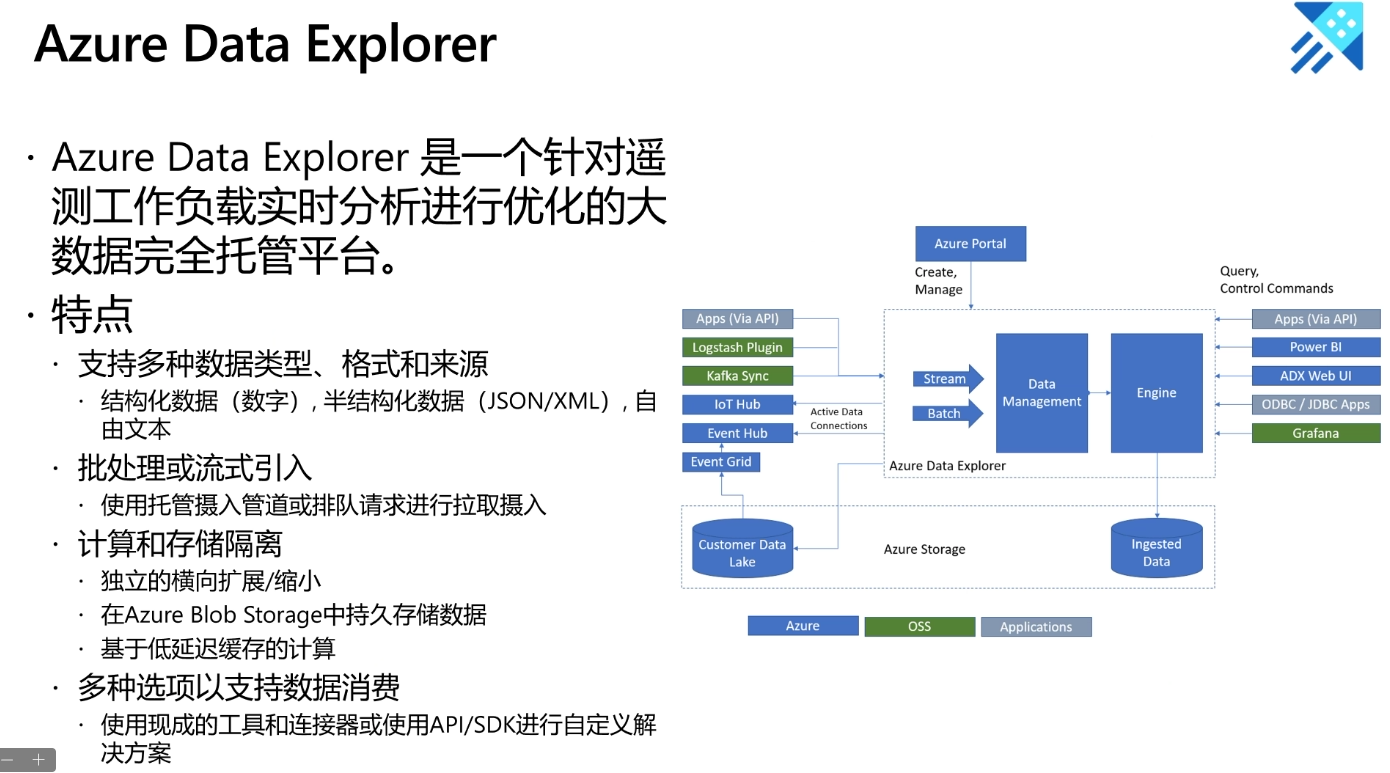 Azure Data Explorer
· Azure Data Explorer 是一个针对遥
测工作负载实时分析进行优化的大
数据完全托管平台。
· 特点
· 支持多种数据类型、格式和来源
· 结构化数据（数字）, 半结构化数据（JSON/XML）, 自
由文本
· 批处理或流式引入
· 使用托管摄入管道或排队请求进行拉取摄入
· 计算和存储隔离
· 独立的横向扩展/缩小
· 在Azure Blob Storage中持久存储数据
· 基于低延迟缓存的计算
· 多种选项以支持数据消费
· 使用现成的工具和连接器或使用API/SDK进行自定义解
决方案
Azure Portal
Create,
Manage
Query,
Control Commands
Apps (Via API)
Logstash Plugin
Kafka Sync
IoT Hub
Event Hub
Event Grid
Active Data
Connections
Stream
Batch
Data
Management
Engine
Azure Data Explorer
Apps (Via API)
Power BI
ADX Web UI
ODBC / JDBC Apps
Grafana
Customer Data
Lake
Azure Storage
Ingested
Data
Azure
OSS
Applications